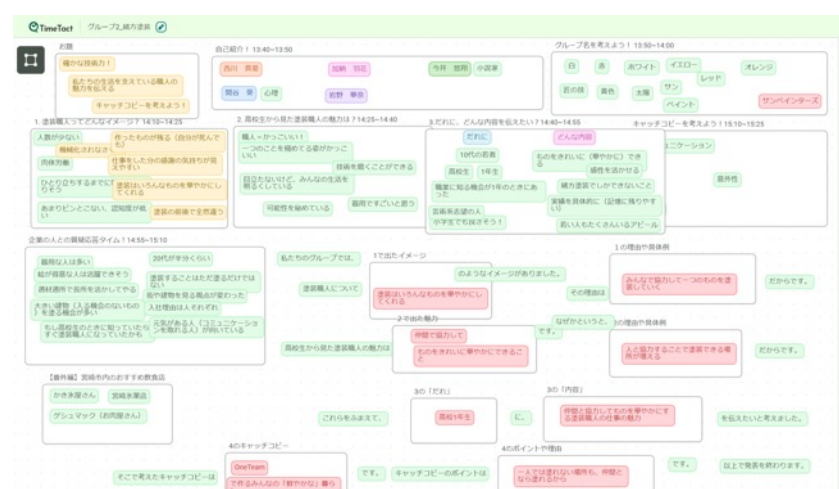 TimeTact
グループ2_緒方塗装
お題
確かな技術力！
私たちの生活を支えている職人の
魅力を伝える
キャッチコピーを考えよう！
自己紹介！ 13:40~13:50
西川
加納
今井
小説家
関谷
心理
岩野
グループ名を考えよう！ 13:50~14:00
白
赤
ホワイト
イエロー
オレンジ
レッド
匠の技
黄色
太陽
サン
ペイント
サンペインターズ
1. 塗装職人ってどんなイメージ？ 14:10~14:25
人数が少ない
作ったものが残る（自分が死んで
も）
機械化されなさ
肉体労働
仕事をした分の感謝の気持ちが見
えやすい
ひとり立ちするまでに
りそう
塗装はいろんなものを華やかにし
てくれる
あまりピンとこない、認知度が低
い
塗装の前後で全然違う
2. 高校生から見た塗装職人の魅力は？ 14:25~14:40
職人＝かっこいい！
一つのことを極めてる姿がかっこ
いい
技術を磨くことができる
目立たないけど、みんなの生活を
明るくしている
可能性を秘めている
器用ですごいと思う
3.だれに、どんな内容を伝えたい？ 14:40~14:55
だれに
どんな内容
10代の若者
ものをきれいに（華やかに）でき
る
高校生
1年生
感性を活かせる
職業に知る機会が1年のときにあ
った
緒方塗装でしかできないこと
実績を具体的に（記憶に残りやす
い）
芸術系志望の人
小学生でも良さそう！
若い人もたくさんいるアピール
キャッチコピーを考えよう！ 15:10~15:25
ニケーション
意外性
企業の人との質疑応答タイム！ 14:55~15:10
器用な人は多い
20代が半分くらい
絵が得意な人は活躍できそう
塗装することはただ塗るだけでは
ない
適材適所で長所を活かしてやる
街や建物を見る視点が変わった
大きい建物（入る機会のないもの
）を塗る機会が多い
入社理由は人それぞれ
もし高校生のときに知っていたら
すぐ塗装職人になっていたかも
元気がある人（コミュニケーショ
ンを取れる人）が向いている
私たちのグループでは、
塗装職人について
1で出たイメージ
塗装はいろんなものを華やかにし
てくれる
のようなイメージがありました。
その理由は
1の理由や具体例
みんなで協力して一つのものを塗
装していく
だからです。
高校生から見た塗装職人の魅力は
2で出た魅力
仲間で協力して
ものをきれいに華やかにできるこ
と
です。
なぜかというと、
の理由や具体例
人と協力することで塗装できる場
所が増える
だからです。
【番外編】宮崎市内のおすすめ飲食店
かき氷屋さん
宮崎氷菓店
ゲシュマック（お肉屋さん）
これらをふまえて、
3の「だれ」
高校1年生
に、
3の「内容」
仲間と協力してものを華やかにす
る塗装職人の仕事の魅力
を伝えたいと考えました。
そこで考えたキャッチコピーは
4のキャッチコピー
OneTeam
で作るみんなの「鮮やかな」暮ら
です。
キャッチコピーのポイントは
4のポイントや理由
一人では塗れない場所も、仲間と
なら塗れるから
です。
以上で発表を終わります。